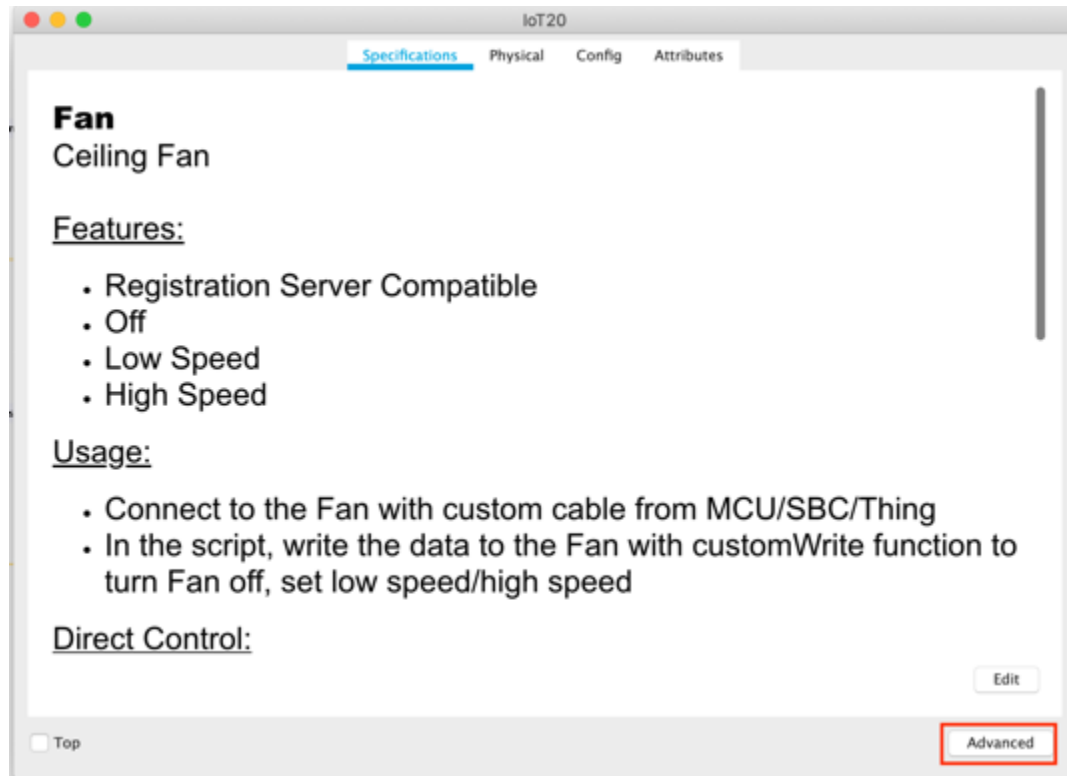 IoT20
Specifications Physical Config Attributes
Fan
Ceiling Fan
Features:
• Registration Server Compatible
• Off
• Low Speed
• High Speed
Usage:
• Connect to the Fan with custom cable from MCU/SBC/Thing
• In the script, write the data to the Fan with customWrite function to
turn Fan off, set low speed/high speed
Direct Control:
Edit
Top
Advanced